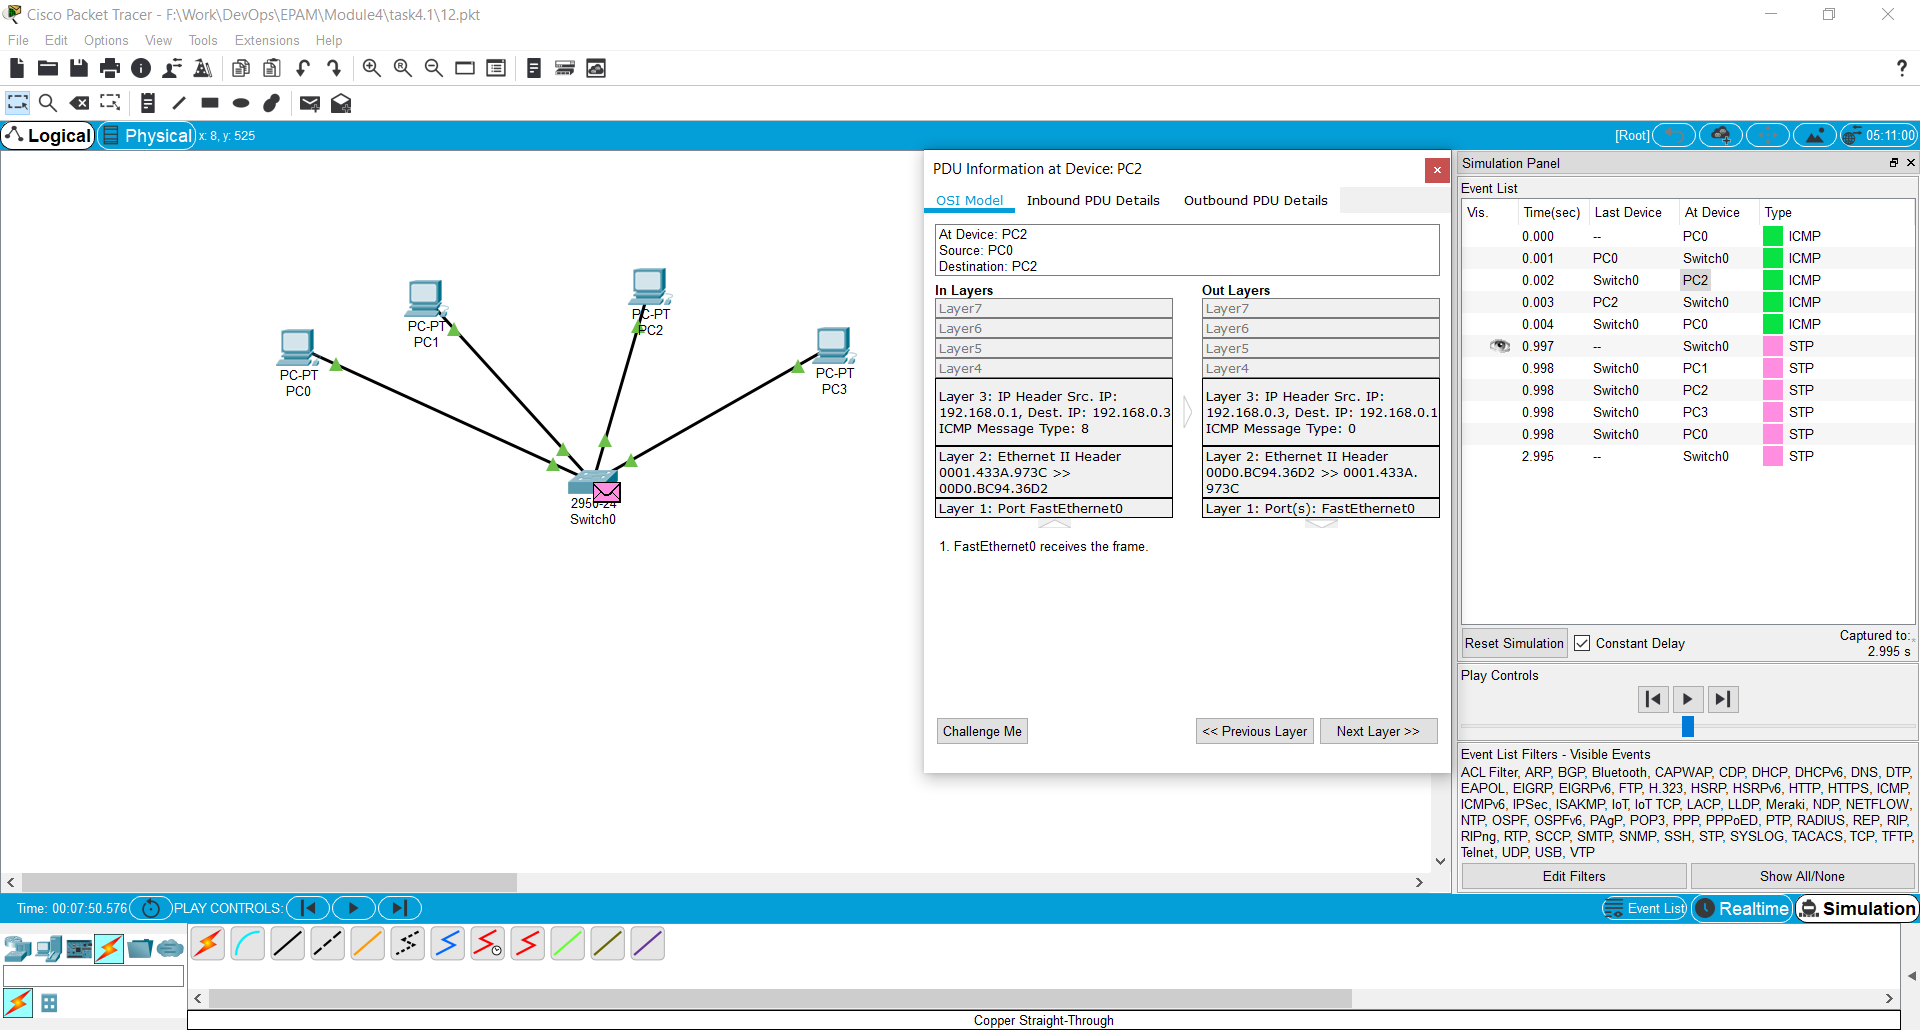 Cisco Packet Tracer - F:\Work\DevOps\EPAM\Module4\task4.1\12.pkt
File Edit Options View Tools Extensions Help
Logical Physical x: 8, y: 525 [Root] 05:11:00
PC-PT
PC0
PC-PT
PC1
PC-PT
PC2
PC-PT
PC3
2950-24
Switch0
PDU Information at Device: PC2
OSI Model Inbound PDU Details Outbound PDU Details
At Device: PC2
Source: PC0
Destination: PC2
In Layers
Layer7
Layer6
Layer5
Layer4
Layer 3: IP Header Src. IP:
192.168.0.1, Dest. IP: 192.168.0.3
ICMP Message Type: 8
Layer 2: Ethernet II Header
0001.433A.973C >>
00D0.BC94.36D2
Layer 1: Port FastEthernet0
Out Layers
Layer7
Layer6
Layer5
Layer4
Layer 3: IP Header Src. IP:
192.168.0.3, Dest. IP: 192.168.0.1
ICMP Message Type: 0
Layer 2: Ethernet II Header
00D0.BC94.36D2 >> 0001.433A.
973C
Layer 1: Port(s): FastEthernet0
1. FastEthernet0 receives the frame.
Challenge Me << Previous Layer Next Layer >>
Simulation Panel
Event List
Vis. Time(sec) Last Device At Device Type
0.000 -- PC0 ICMP
0.001 PC0 Switch0 ICMP
0.002 Switch0 PC2 ICMP
0.003 PC2 Switch0 ICMP
0.004 Switch0 PC0 ICMP
0.997 -- Switch0 STP
0.998 Switch0 PC1 STP
0.998 Switch0 PC2 STP
0.998 Switch0 PC3 STP
0.998 Switch0 PC0 STP
2.995 -- Switch0 STP
Reset Simulation Constant Delay Captured to:
2.995 s
Play Controls
Event List Filters - Visible Events
ACL Filter, ARP, BGP, Bluetooth, CAPWAP, CDP, DHCP, DHCPv6, DNS, DTP,
EAPOL, EIGRP, EIGRPv6, FTP, H.323, HSRP, HSRPv6, HTTP, HTTPS, ICMP,
ICMPv6, IPSec, ISAKMP, IoT, IoT TCP, LACP, LLDP, Meraki, NDP, NETFLOW,
NTP, OSPF, OSPFv6, PAgP, POP3, PPP, PPPoED, PTP, RADIUS, REP, RIP,
RIPng, RTP, SCCP, SMTP, SNMP, SSH, STP, SYSLOG, TACACS, TCP, TFTP,
Telnet, UDP, USB, VTP
Edit Filters Show All/None
Time: 00:07:50.576 PLAY CONTROLS: Event List Realtime Simulation
Copper Straight-Through